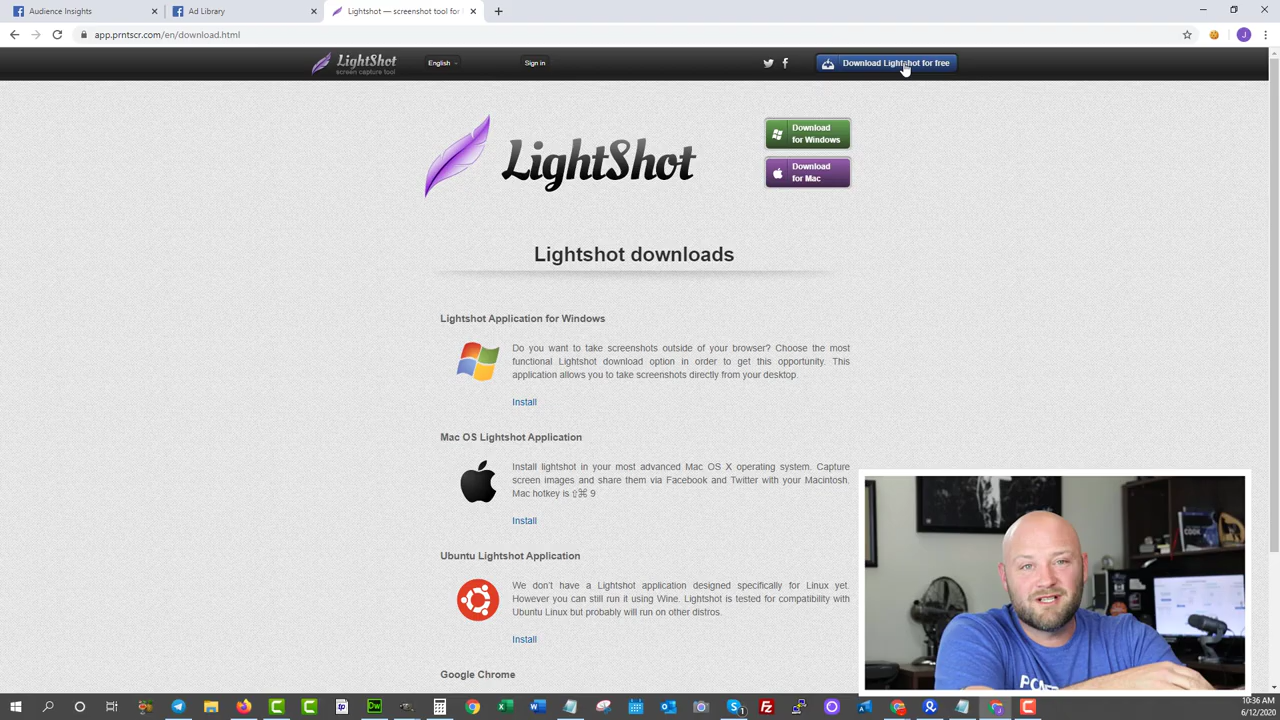 Audience Insights
Ad Library
Lightshot — screenshot tool for
app.prntscr.com/en/download.html
J
LightShot
screen capture tool
English
Sign in
Download Lightshot for free
LightShot
Download
for Windows
Download
for Mac
Lightshot downloads
Lightshot Application for Windows
Do you want to take screenshots outside of your browser? Choose the most
functional Lightshot download option in order to get this opportunity. This
application allows you to take screenshots directly from your desktop.
Install
Mac OS Lightshot Application
Install lightshot in your most advanced Mac OS X operating system. Capture
screen images and share them via Facebook and Twitter with your Macintosh.
Mac hotkey is ⇧⌘ 9
Install
Ubuntu Lightshot Application
We don't have a Lightshot application designed specifically for Linux yet.
However you can still run it using Wine. Lightshot is tested for compatibility with
Ubuntu Linux but probably will run on other distros.
Install
Google Chrome
COOK
10:36 AM
6/12/2020